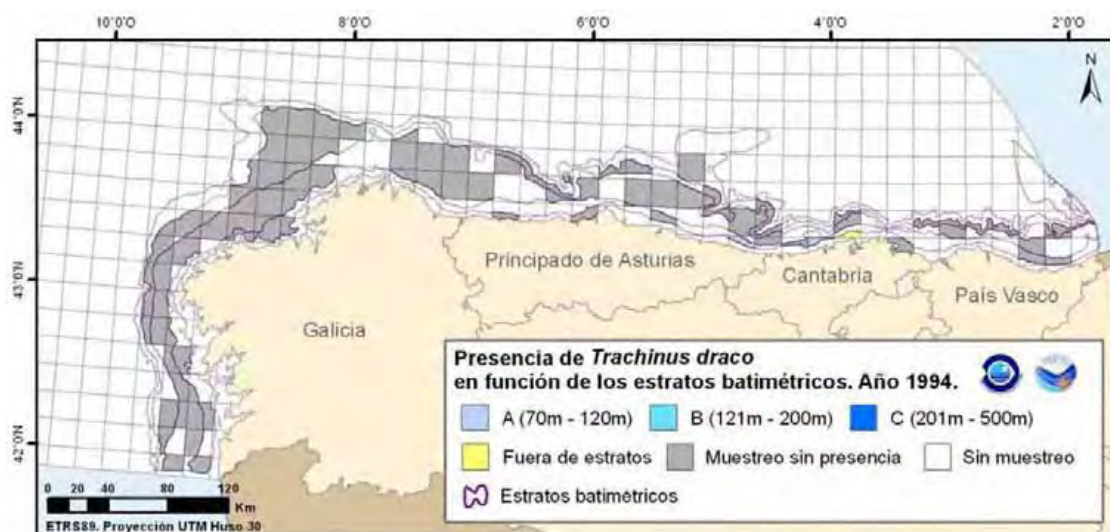 10°0'O 8°0'O 6°0'O 4°0'O 2°0'O
N
44°0'N
43°0'N
42°0'N
Principado de Asturias
Cantabria
País Vasco
Galicia
Presencia de Trachinus draco
en función de los estratos batimétricos. Año 1994.
A (70m - 120m) B (121m - 200m) C (201m - 500m)
Fuera de estratos Muestreo sin presencia Sin muestreo
Estratos batimétricos
0 20 40 80 120
Km
ETRS89. Proyección UTM Huso 30